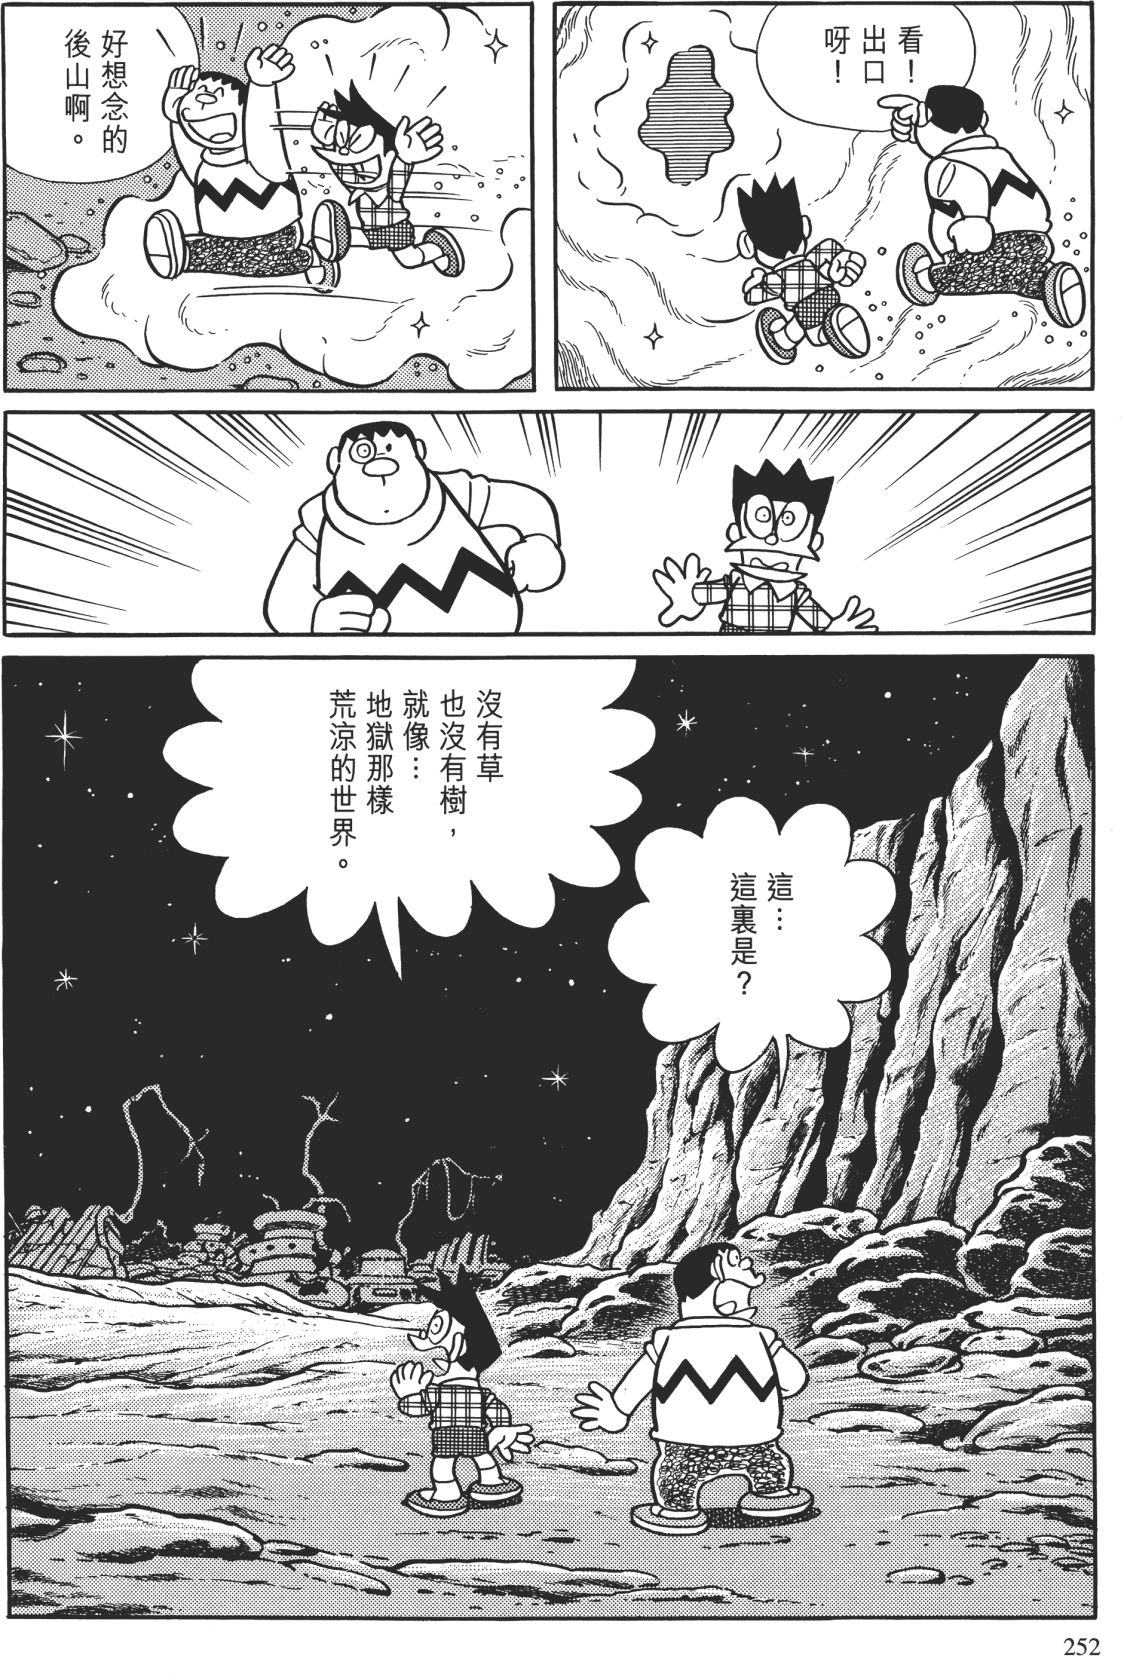 看！
出口
呀！
好想念的
後山啊。
這…
這裏是？
沒有草
也沒有樹，
就像…
地獄那樣
荒涼的世界。
252